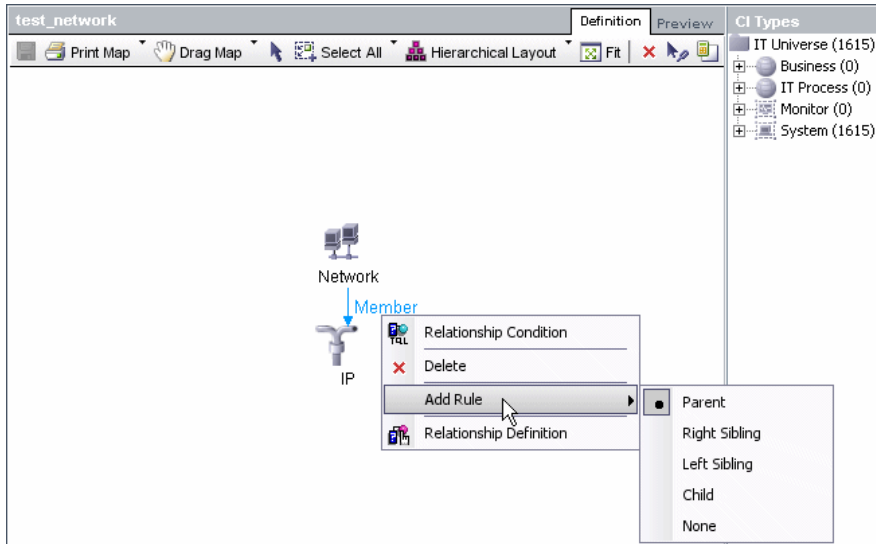 test_network
Definition
Preview
CI Types
Print Map
Drag Map
Select All
Hierarchical Layout
Fit
IT Universe (1615)
Business (0)
IT Process (0)
Monitor (0)
System (1615)
Network
Member
IP
TQL
Relationship Condition
Delete
Add Rule
Relationship Definition
Parent
Right Sibling
Left Sibling
Child
None